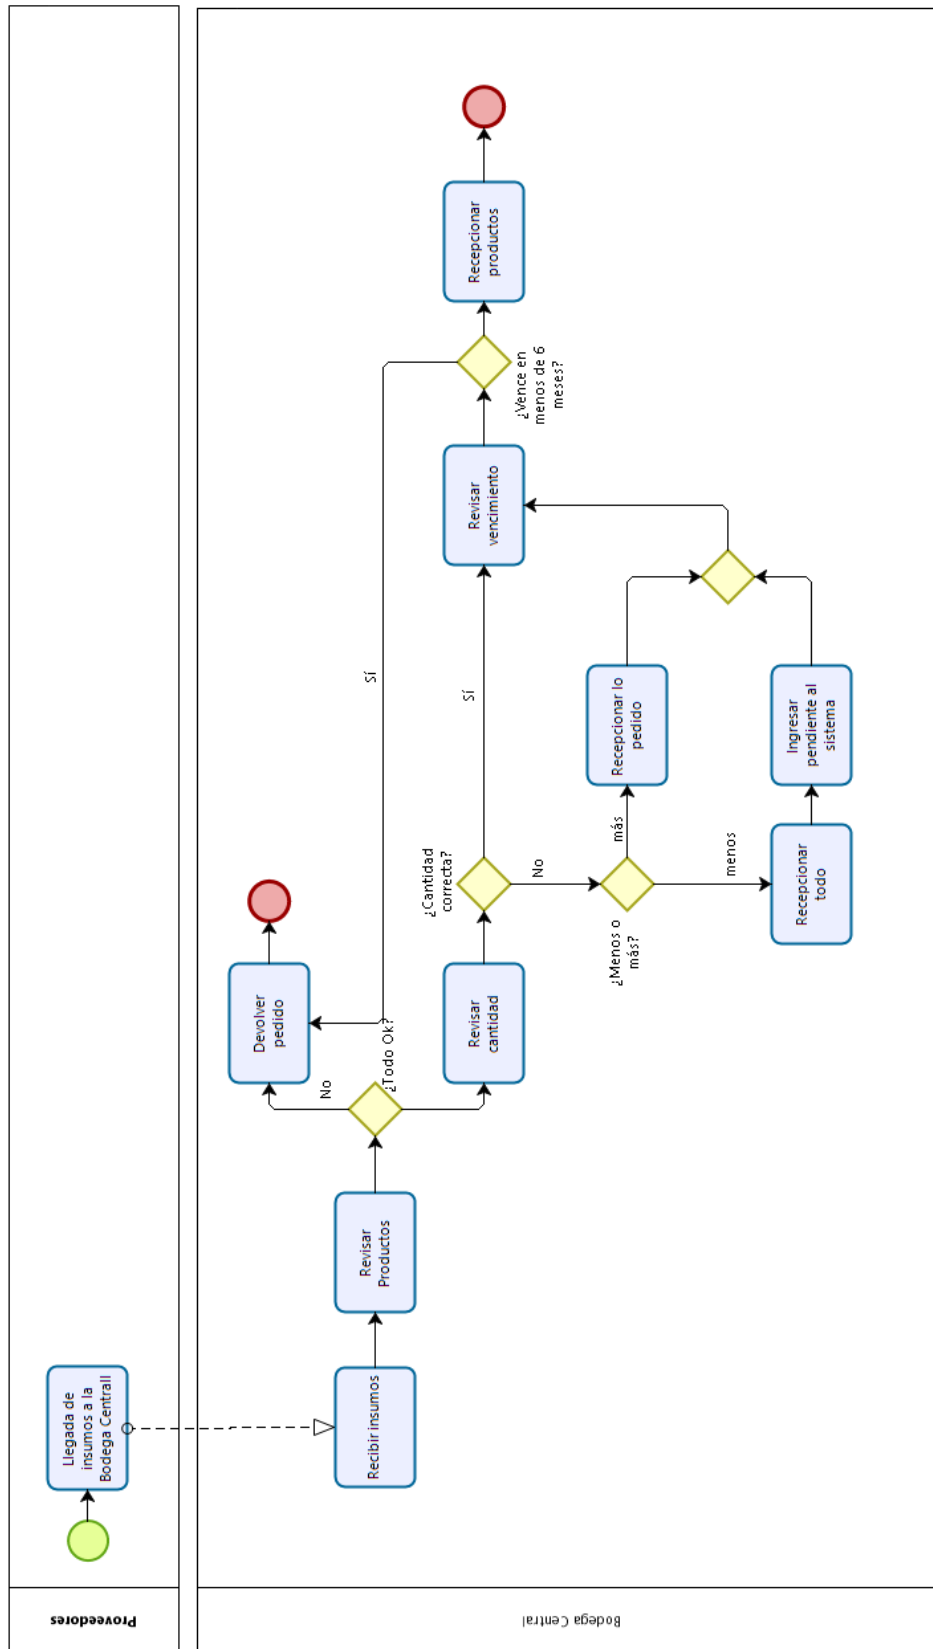 Proveedores
Llegada de
insumos a la
Bodega Centrall
Bodega Central
Recibir insumos
Revisar
Productos
¿Todo Ok?
No
Devolver
pedido
Revisar
cantidad
¿Cantidad
correcta?
Sí
No
¿Menos o
más?
más
menos
Recepcionar lo
pedido
Recepcionar
todo
Ingresar
pendiente al
sistema
Revisar
vencimiento
¿Vence en
menos de 6
meses?
Sí
Recepcionar
productos